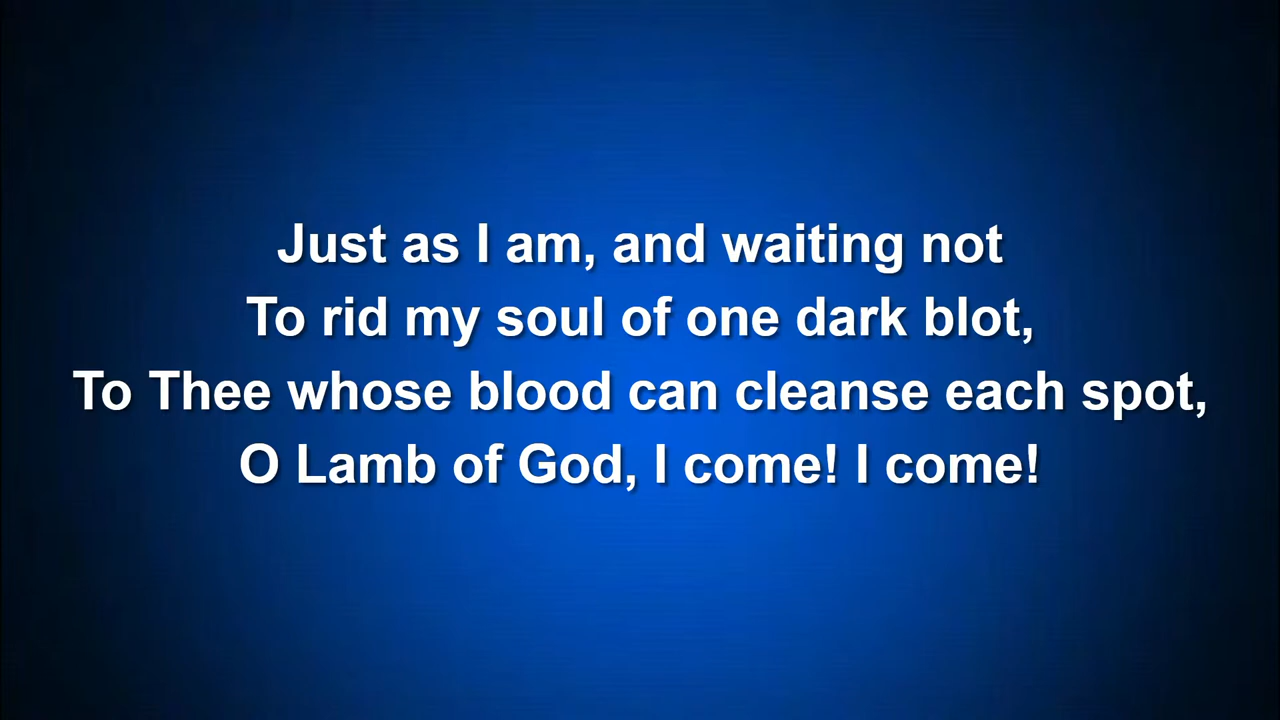 Just as I am, and waiting not
To rid my soul of one dark blot,
To Thee whose blood can cleanse each spot,
O Lamb of God, I come! I come!